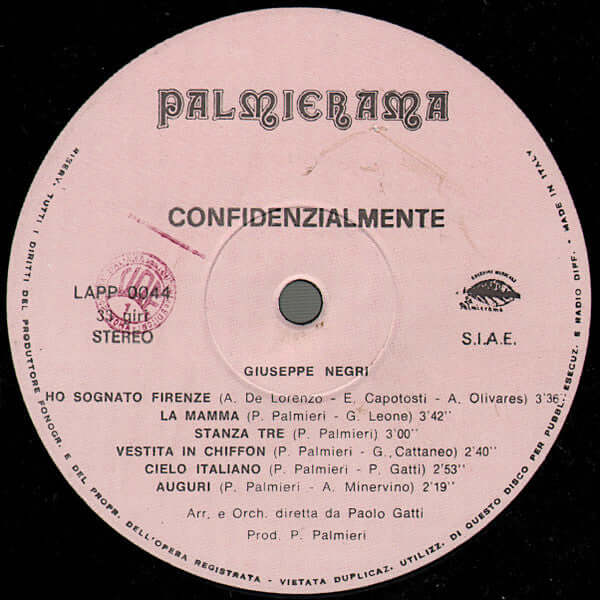 PALMIERAMA
CONFIDENZIALMENTE
LAPP 0044
33 giri
STEREO
EDIZIONI MUSICALI
Palmierama
S.I.A.E.
GIUSEPPE NEGRI
HO SOGNATO FIRENZE (A. De Lorenzo - E. Capotosti - A. Olivares) 3'36''
LA MAMMA (P. Palmieri - G. Leone) 3'42''
STANZA TRE (P. Palmieri) 3'00''
VESTITA IN CHIFFON (P. Palmieri - G., Cattaneo) 2'40''
CIELO ITALIANO (P. Palmieri - P. Gatti) 2'53''
AUGURI (P. Palmieri - A. Minervino) 2'19''
Arr. e Orch. diretta da Paolo Gatti
Prod. P. Palmieri
RISERV. TUTTI I DIRITTI DEL PRODUTTORE FONOGR. E DEL PROPR. DELL'OPERA REGISTRATA - VIETATA DUPLICAZ. UTILIZZ. DI QUESTO DISCO PER PUBBL. ESECUZ. E RADIO DIFF. - MADE IN ITALY